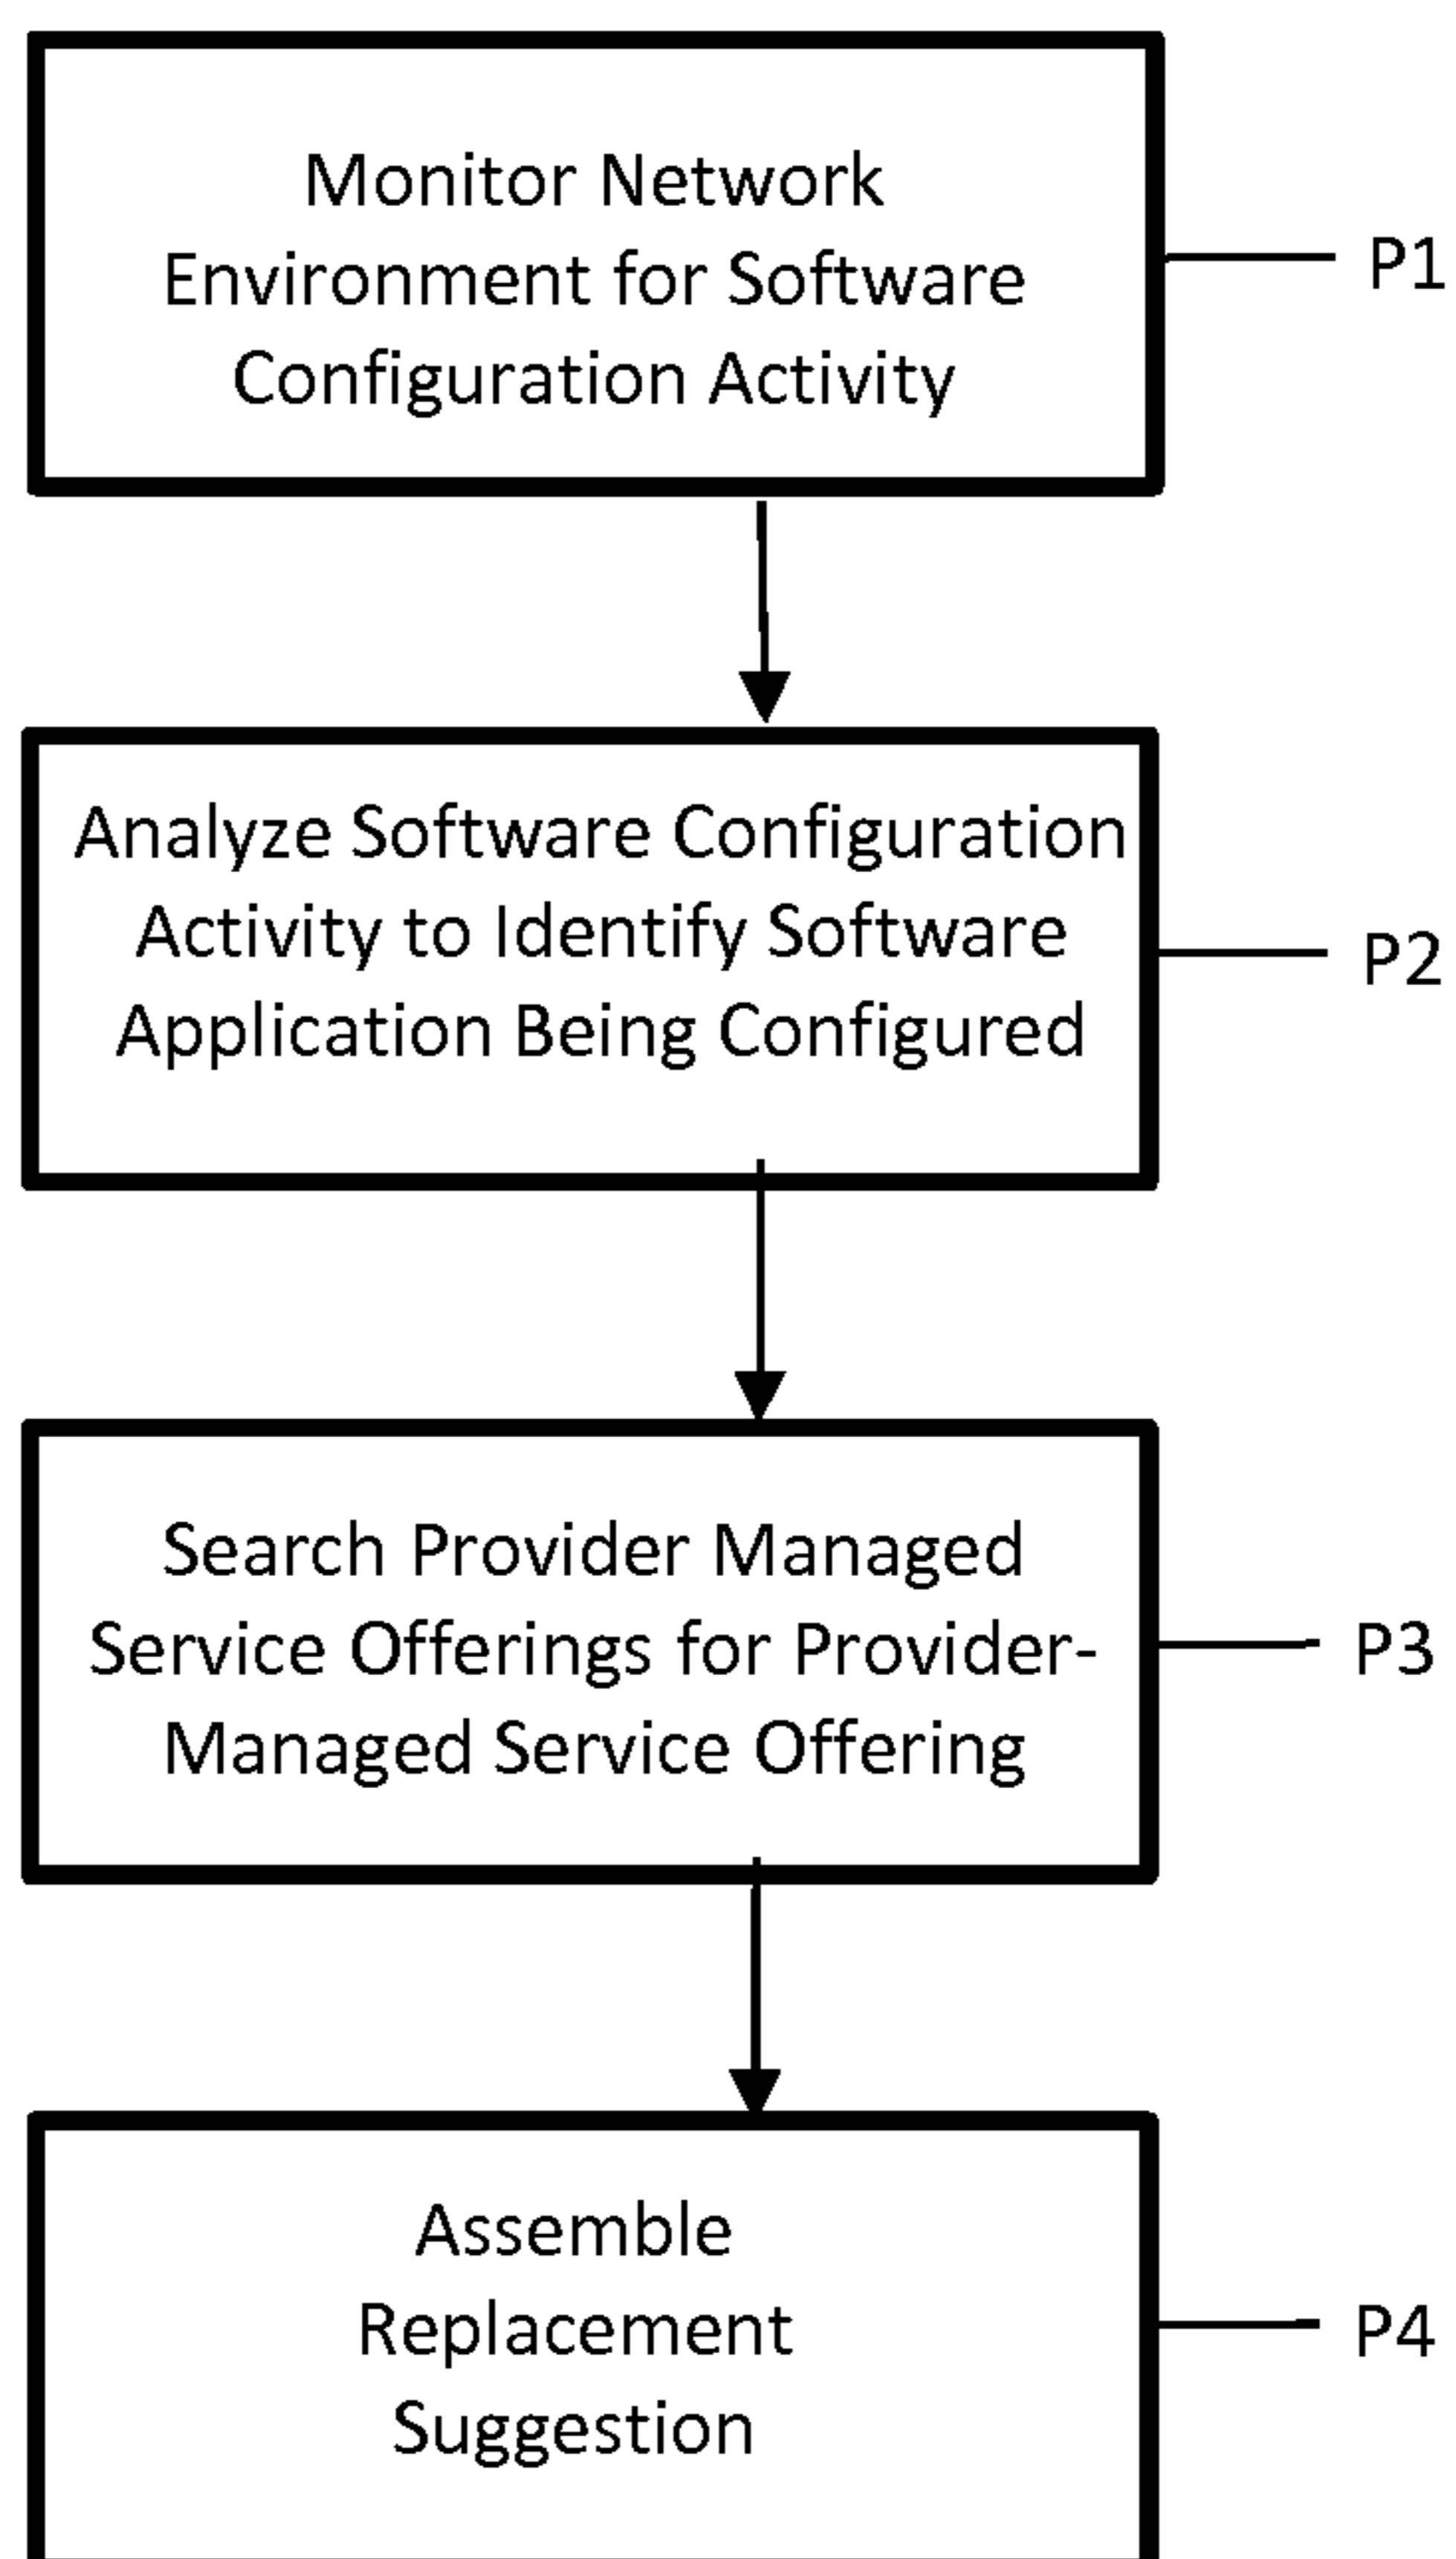 Monitor Network
Environment for Software
Configuration Activity
P1
Analyze Software Configuration
Activity to Identify Software
Application Being Configured
P2
Search Provider Managed
Service Offerings for Provider-
Managed Service Offering
P3
Assemble
Replacement
Suggestion
P4